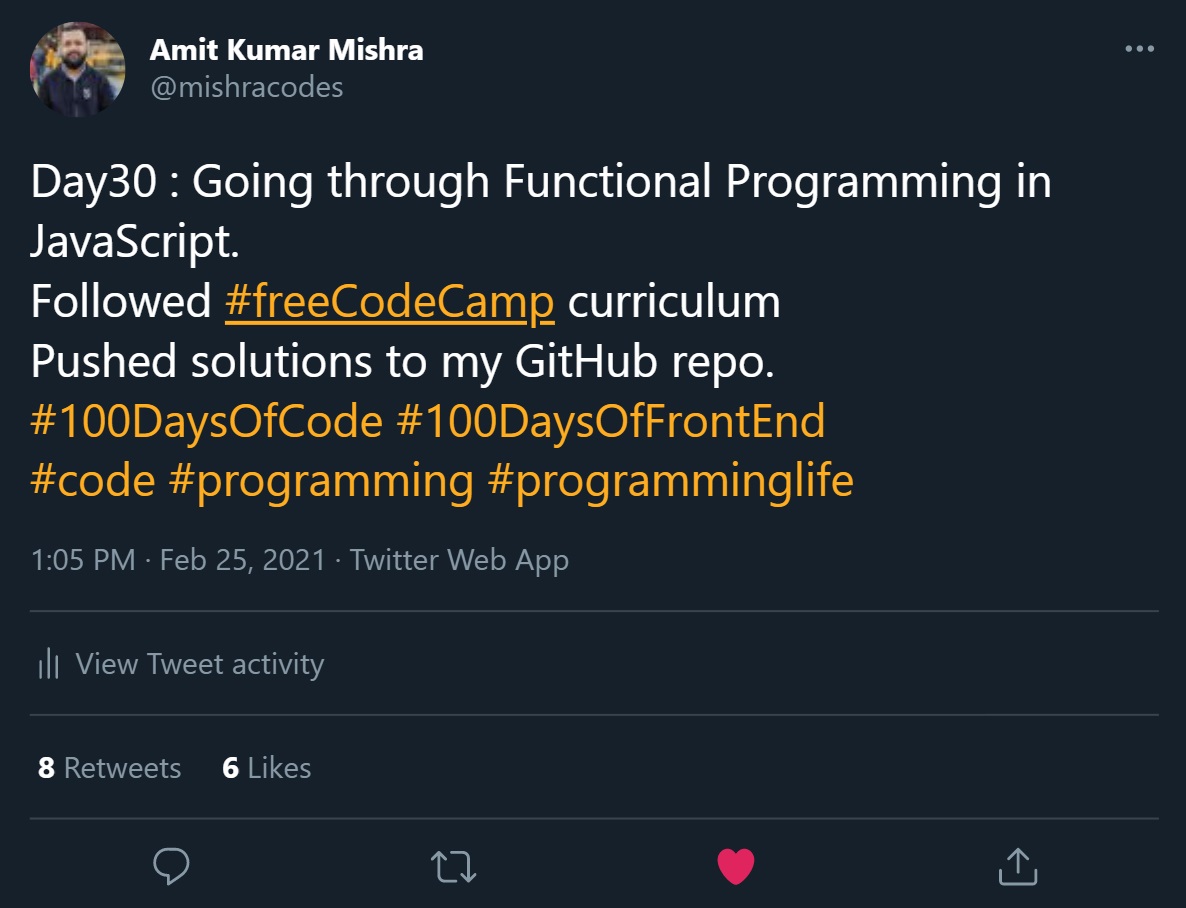 Amit Kumar Mishra
@mishracodes
Day30 : Going through Functional Programming in
JavaScript.
Followed #freeCodeCamp curriculum
Pushed solutions to my GitHub repo.
#100DaysOfCode #100DaysOfFrontEnd
#code #programming #programminglife
1:05 PM · Feb 25, 2021 · Twitter Web App
View Tweet activity
8 Retweets 6 Likes